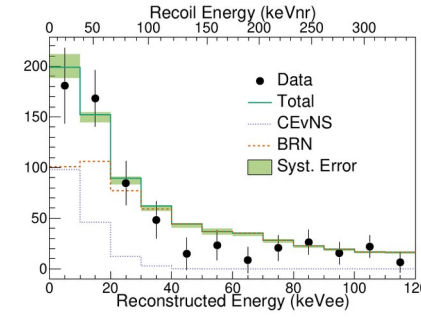 Recoil Energy (keVnr)
0 50 100 150 200 250 300
200
150
100
50
0
Data
Total
CEvNS
BRN
Syst. Error
0 20 40 60 80 100 12
Reconstructed Energy (keVee)